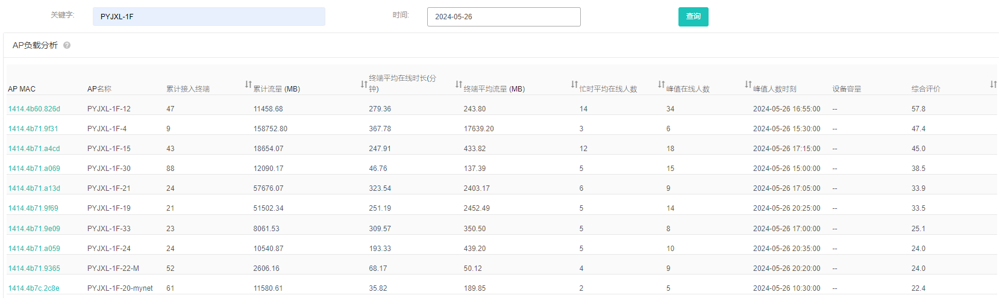 关键字: PYJXL-1F 时间: 2024-05-26 查询
AP负载分析
AP MAC AP名称 累计接入终端 累计流量 (MB) 终端平均在线时长(分钟) 终端平均流量 (MB) 忙时平均在线人数 峰值在线人数 峰值人数时刻 设备容量 综合评价
1414.4b60.826d PYJXL-1F-12 47 11458.68 279.36 243.80 14 34 2024-05-26 16:55:00 -- 57.8
1414.4b71.9f31 PYJXL-1F-4 9 158752.80 367.78 17639.20 3 6 2024-05-26 15:30:00 -- 47.4
1414.4b71.a4cd PYJXL-1F-15 43 18654.07 247.91 433.82 12 18 2024-05-26 17:15:00 -- 45.0
1414.4b71.a069 PYJXL-1F-30 88 12090.17 46.76 137.39 5 15 2024-05-26 15:00:00 -- 38.5
1414.4b71.a13d PYJXL-1F-21 24 57676.07 323.54 2403.17 6 9 2024-05-26 17:05:00 -- 33.9
1414.4b71.9f69 PYJXL-1F-19 21 51502.34 251.19 2452.49 5 14 2024-05-26 20:25:00 -- 33.5
1414.4b71.9e09 PYJXL-1F-33 23 8061.53 309.57 350.50 5 8 2024-05-26 17:00:00 -- 25.1
1414.4b71.a059 PYJXL-1F-24 24 10540.87 193.33 439.20 5 10 2024-05-26 20:35:00 -- 24.0
1414.4b71.9365 PYJXL-1F-22-M 52 2606.16 68.17 50.12 4 9 2024-05-26 20:20:00 -- 24.0
1414.4b7c.2c8e PYJXL-1F-20-mynet 61 11580.61 35.82 189.85 2 5 2024-05-26 10:30:00 -- 22.4